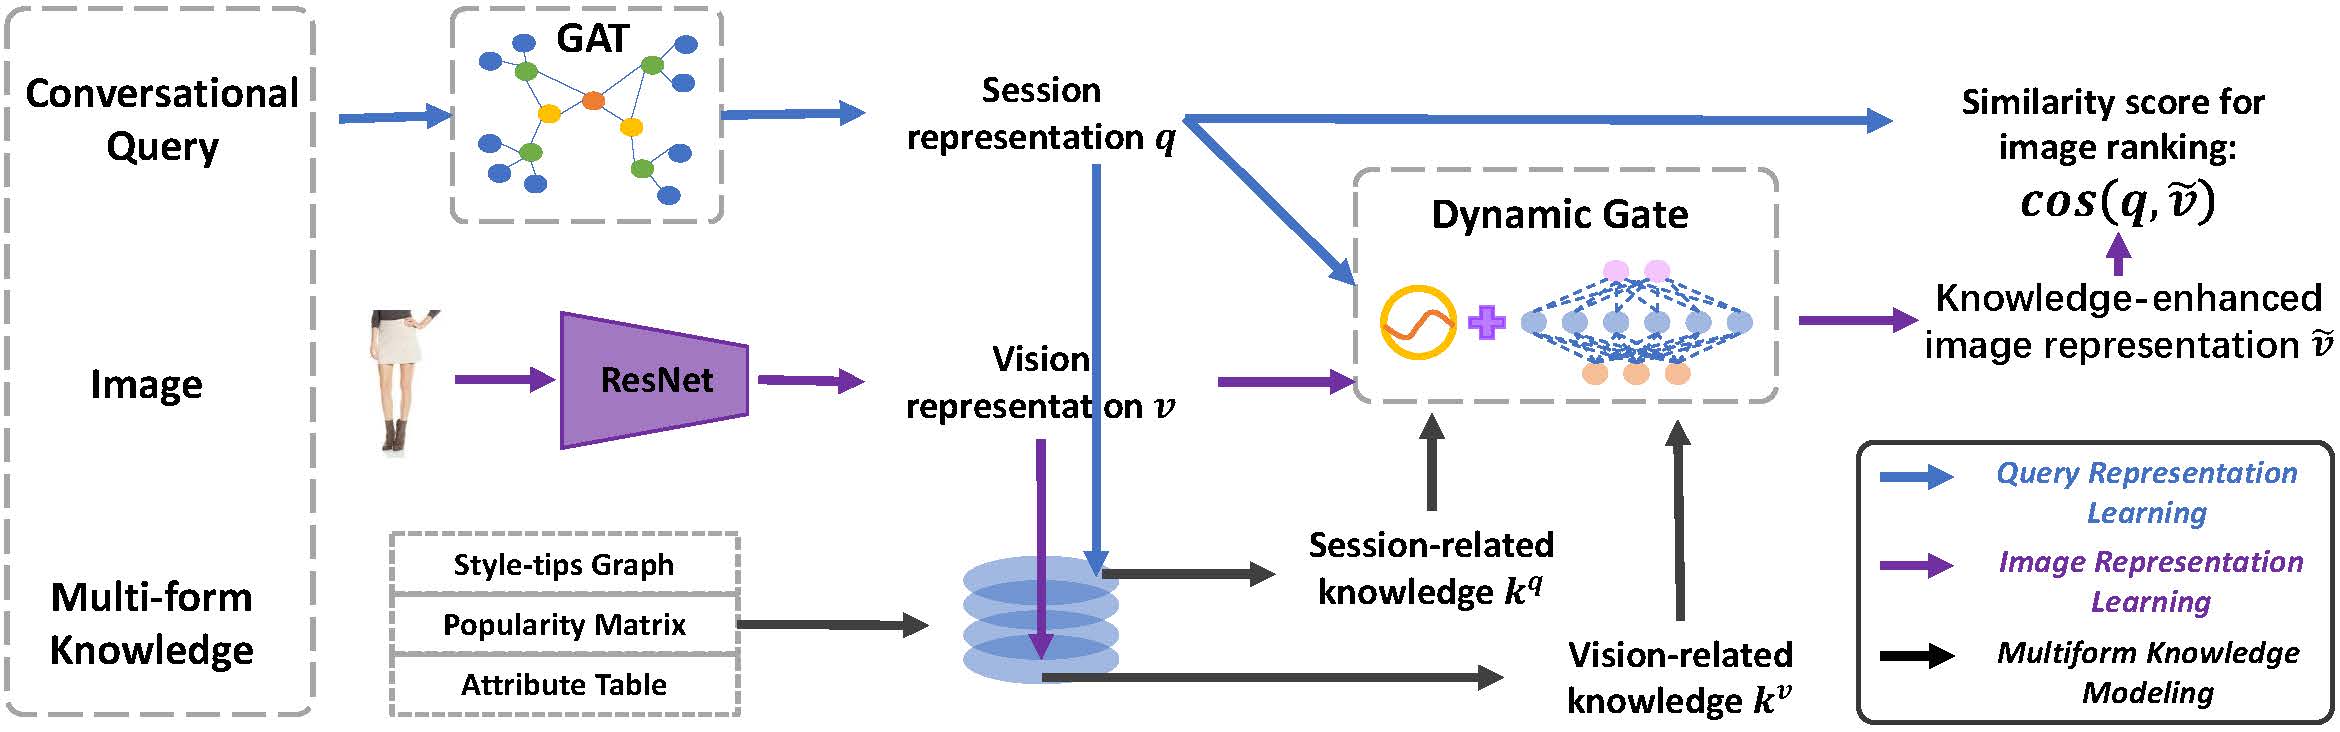 Conversational
Query
Image
Multi-form
Knowledge
GAT
ResNet
Style-tips Graph
Popularity Matrix
Attribute Table
Session
representation q
Vision
representation v
Session-related
knowledge k^q
Vision-related
knowledge k^v
Dynamic Gate
Similarity score for
image ranking:
cos(q, ṽ)
Knowledge-enhanced
image representation ṽ
Query Representation
Learning
Image Representation
Learning
Multiform Knowledge
Modeling